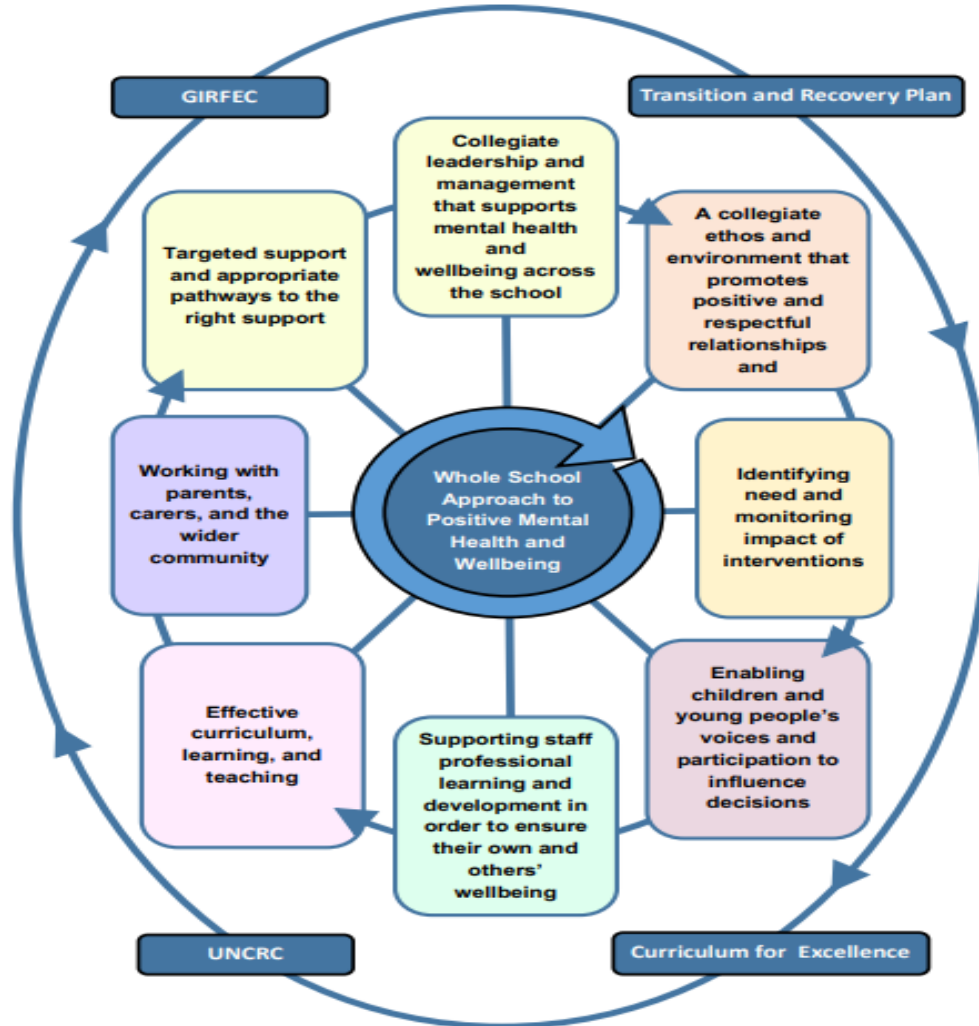 GIRFEC
Transition and Recovery Plan
Collegiate
leadership and
management
that supports
mental health
and
wellbeing across
the school
A collegiate
ethos and
environment that
promotes
positive and
respectful
relationships
and
Identifying
need and
monitoring
impact of
interventions
Enabling
children and
young people’s
voices and
participation to
influence
decisions
Supporting staff
professional
learning and
development in
order to ensure
their own and
others’
wellbeing
Effective
curriculum,
learning, and
teaching
Working with
parents,
carers, and the
wider
community
Targeted support
and appropriate
pathways to the
right support
Whole School
Approach to
Positive Mental
Health and
Wellbeing
UNCRC
Curriculum for Excellence